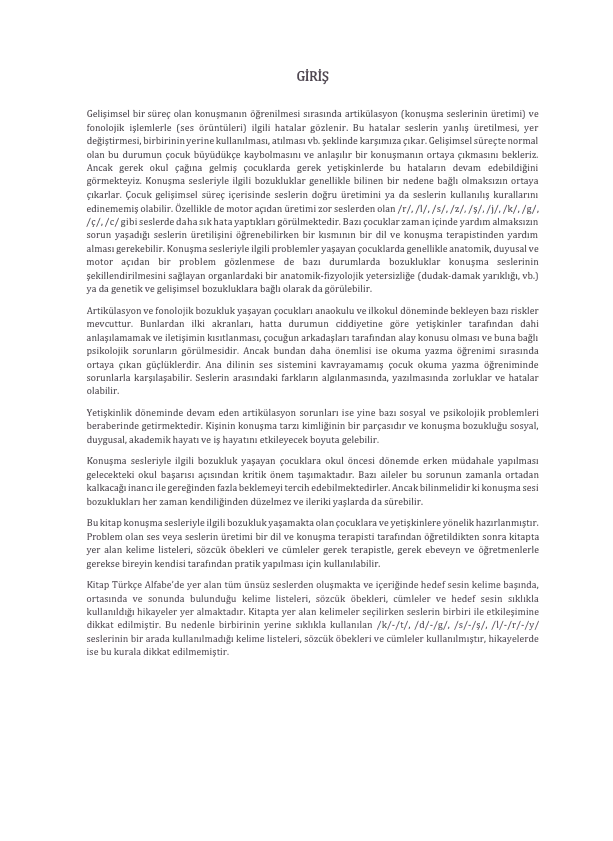 GİRİŞ
Gelişimsel bir süreç olan konuşmanın öğrenilmesi sırasında artikülasyon (konuşma seslerinin üretimi) ve
fonolojik işlemlerle (ses örüntüleri) ilgili hatalar gözlenir. Bu hatalar seslerin yanlış üretilmesi, yer
değiştirmesi, birbirinin yerine kullanılması, atılması vb. şeklinde karşımıza çıkar. Gelişimsel süreçte normal
olan bu durumun çocuk büyüdükçe kaybolmasını ve anlaşılır bir konuşmanın ortaya çıkmasını bekleriz.
Ancak gerek okul çağına gelmiş çocuklarda gerek yetişkinlerde bu hataların devam edebildiğini
görmekteyiz. Konuşma sesleriyle ilgili bozukluklar genellikle bilinen bir nedene bağlı olmaksızın ortaya
çıkarlar. Çocuk gelişimsel süreç içerisinde seslerin doğru üretimini ya da seslerin kullanılış kurallarını
edinememiş olabilir. Özellikle de motor açıdan üretimi zor seslerden olan /r/, /l/, /s/, /z/, /ş/, /j/, /k/, /g/,
/ç/, /c/ gibi seslerde daha sık hata yaptıkları görülmektedir. Bazı çocuklar zaman içinde yardım almaksızın
sorun yaşadığı seslerin üretilişini öğrenebilirken bir kısmının bir dil ve konuşma terapistinden yardım
alması gerekebilir. Konuşma sesleriyle ilgili problemler yaşayan çocuklarda genellikle anatomik, duyusal ve
motor açıdan bir problem gözlenmese de bazı durumlarda bozukluklar konuşma seslerinin
şekillendirilmesini sağlayan organlardaki bir anatomik-fizyolojik yetersizliğe (dudak-damak yarıklığı, vb.)
ya da genetik ve gelişimsel bozukluklara bağlı olarak da görülebilir.
Artikülasyon ve fonolojik bozukluk yaşayan çocukları anaokulu ve ilkokul döneminde bekleyen bazı riskler
mevcuttur. Bunlardan ilki akranları, hatta durumun ciddiyetine göre yetişkinler tarafından dahi
anlaşılamamak ve iletişimin kısıtlanması, çocuğun arkadaşları tarafından alay konusu olması ve buna bağlı
psikolojik sorunların görülmesidir. Ancak bundan daha önemlisi ise okuma yazma öğrenimi sırasında
ortaya çıkan güçlüklerdir. Ana dilinin ses sistemini kavrayamamış çocuk okuma yazma öğreniminde
sorunlarla karşılaşabilir. Seslerin arasındaki farkların algılanmasında, yazılmasında zorluklar ve hatalar
olabilir.
Yetişkinlik döneminde devam eden artikülasyon sorunları ise yine bazı sosyal ve psikolojik problemleri
beraberinde getirmektedir. Kişinin konuşma tarzı kimliğinin bir parçasıdır ve konuşma bozukluğu sosyal,
duygusal, akademik hayatı ve iş hayatını etkileyecek boyuta gelebilir.
Konuşma sesleriyle ilgili bozukluk yaşayan çocuklara okul öncesi dönemde erken müdahale yapılması
gelecekteki okul başarısı açısından kritik önem taşımaktadır. Bazı aileler bu sorunun zamanla ortadan
kalkacağı inancı ile gereğinden fazla beklemeyi tercih edebilmektedirler. Ancak bilinmelidir ki konuşma sesi
bozuklukları her zaman kendiliğinden düzelmez ve ileriki yaşlarda da sürebilir.
Bu kitap konuşma sesleriyle ilgili bozukluk yaşamakta olan çocuklara ve yetişkinlere yönelik hazırlanmıştır.
Problem olan ses veya seslerin üretimi bir dil ve konuşma terapisti tarafından öğretildikten sonra kitapta
yer alan kelime listeleri, sözcük öbekleri ve cümleler gerek terapistle, gerek ebeveyn ve öğretmenlerle
gerekse bireyin kendisi tarafından pratik yapılması için kullanılabilir.
Kitap Türkçe Alfabe'de yer alan tüm ünsüz seslerden oluşmakta ve içeriğinde hedef sesin kelime başında,
ortasında ve sonunda bulunduğu kelime listeleri, sözcük öbekleri, cümleler ve hedef sesin sıklıkla
kullanıldığı hikayeler yer almaktadır. Kitapta yer alan kelimeler seçilirken seslerin birbiri ile etkileşimine
dikkat edilmiştir. Bu nedenle birbirinin yerine sıklıkla kullanılan /k/-/t/, /d/-/g/, /s/-/ş/, /l/-/r/-/y/
seslerinin bir arada kullanılmadığı kelime listeleri, sözcük öbekleri ve cümleler kullanılmıştır, hikayelerde
ise bu kurala dikkat edilmemiştir.